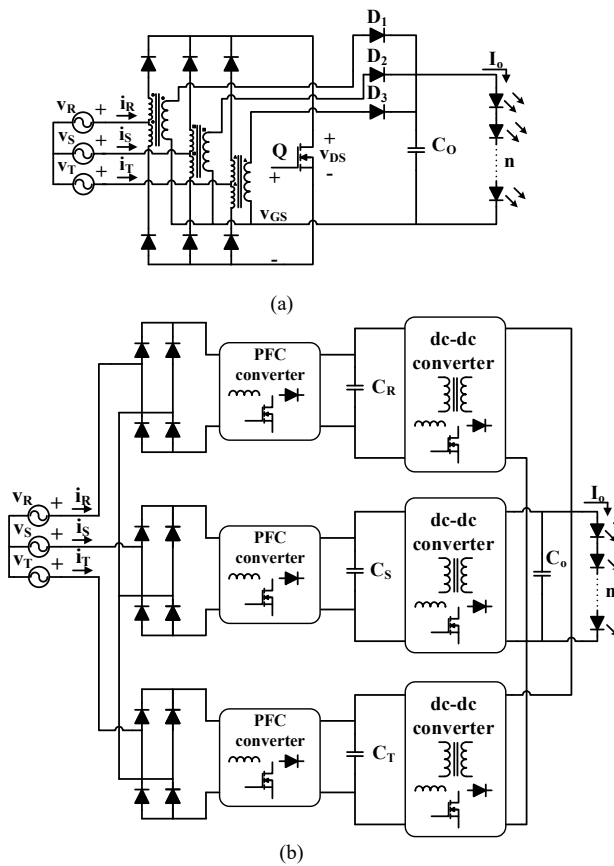 D1
D2
D3
Io
vR + iR
vS + iS
vT + iT
Q
+
vDS
-
+
vGS
-
CO
n
(a)
PFC
converter
CR
dc-dc
converter
vR + iR
vS + iS
vT + iT
PFC
converter
CS
dc-dc
converter
Io
Co
n
PFC
converter
CT
dc-dc
converter
(b)